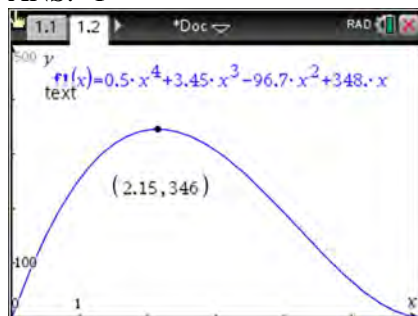 1.1 1.2 *Doc RAD
500 y
f1(x)=0.5·x^4+3.45·x^3-96.7·x^2+348.·x
text
(2.15,346)
100
0 1 x